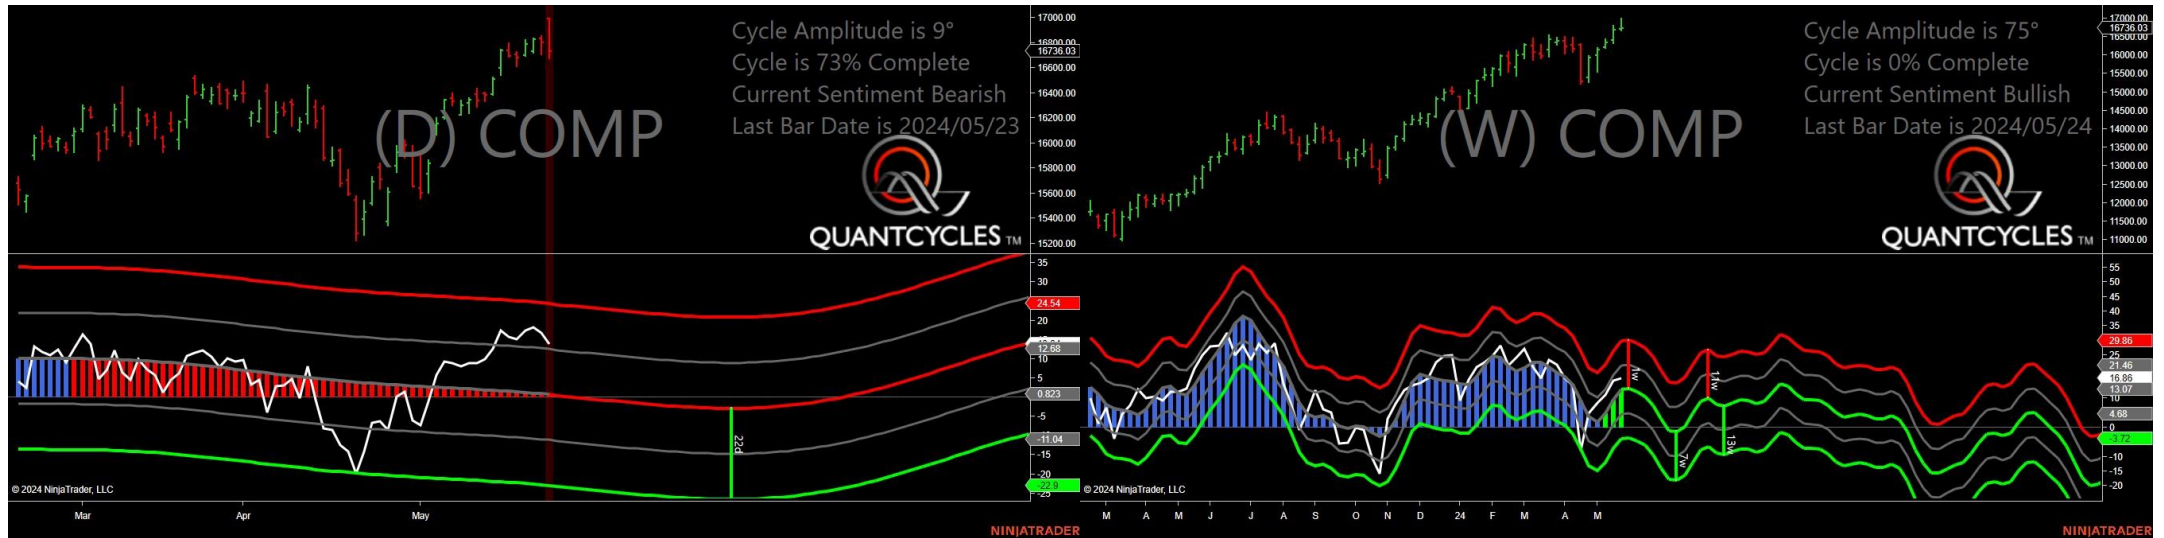 Cycle Amplitude is 9°
Cycle is 73% Complete
Current Sentiment Bearish
Last Bar Date is 2024/05/23
(D) COMP
QUANTCYCLES TM
17000.00
16800.00
16736.03
16600.00
16400.00
16200.00
16000.00
15800.00
15600.00
15400.00
15200.00
35
30
24.54
20
12.68
10
5
0.823
-5
-11.04
-15
-20
-22.9
-25
22d
© 2024 NinjaTrader, LLC
Mar
Apr
May
NINJATRADER
Cycle Amplitude is 75°
Cycle is 0% Complete
Current Sentiment Bullish
Last Bar Date is 2024/05/24
(W) COMP
QUANTCYCLES TM
17000.00
16736.03
16500.00
16000.00
15500.00
15000.00
14500.00
14000.00
13500.00
13000.00
12500.00
12000.00
11500.00
11000.00
55
50
45
40
35
29.86
25
21.46
16.86
13.07
10
4.68
0
-3.72
-10
-15
-20
11w
7w
13w
© 2024 NinjaTrader, LLC
M
A
M
J
J
A
S
O
N
D
24
F
M
A
M
NINJATRADER